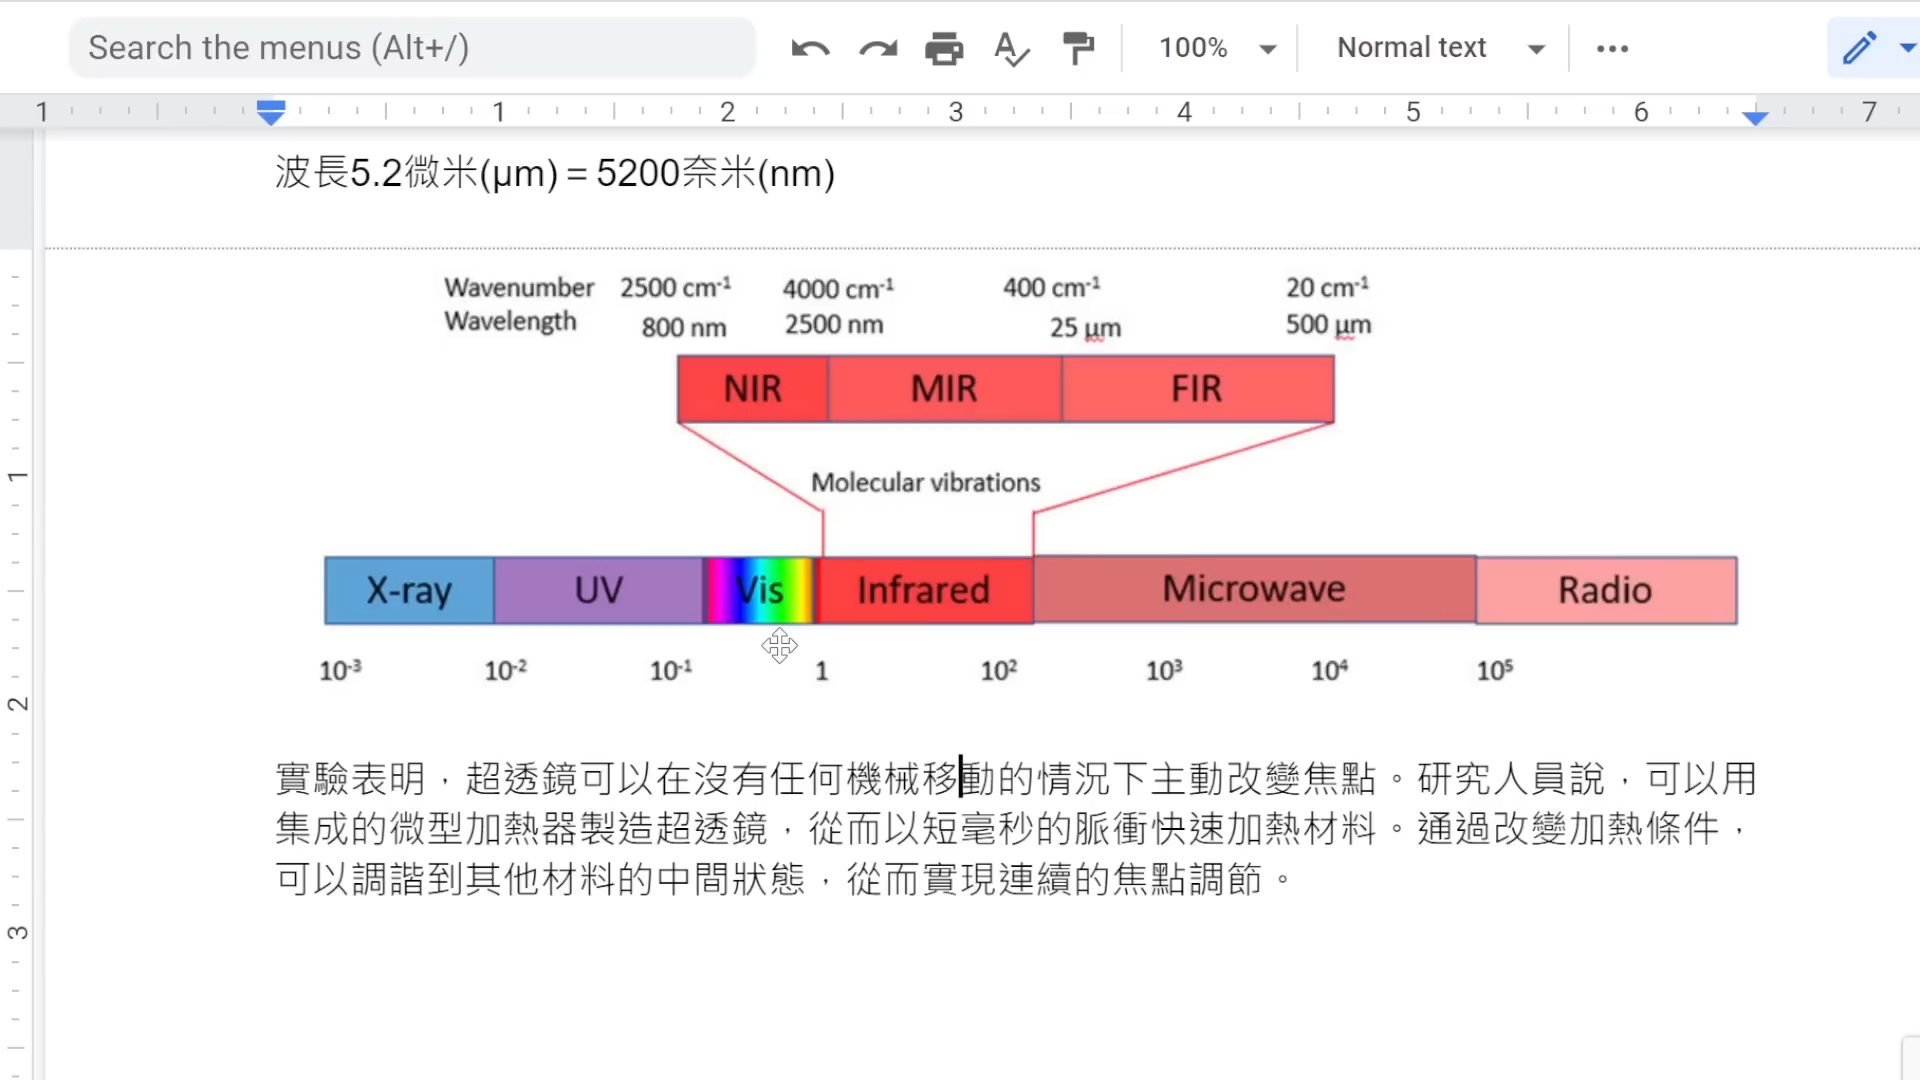 Search the menus (Alt+/)
100%
Normal text
1 1 2 3 4 5 6 7
波長5.2微米(μm) = 5200奈米(nm)
Wavenumber 2500 cm⁻¹ 4000 cm⁻¹ 400 cm⁻¹ 20 cm⁻¹
Wavelength 800 nm 2500 nm 25 μm 500 μm
NIR MIR FIR
Molecular vibrations
X-ray UV Vis Infrared Microwave Radio
10⁻³ 10⁻² 10⁻¹ 1 10² 10³ 10⁴ 10⁵
實驗表明，超透鏡可以在沒有任何機械移動的情況下主動改變焦點。研究人員說，可以用
集成的微型加熱器製造超透鏡，從而以短毫秒的脈衝快速加熱材料。通過改變加熱條件，
可以調諧到其他材料的中間狀態，從而實現連續的焦點調節。
1
2
3